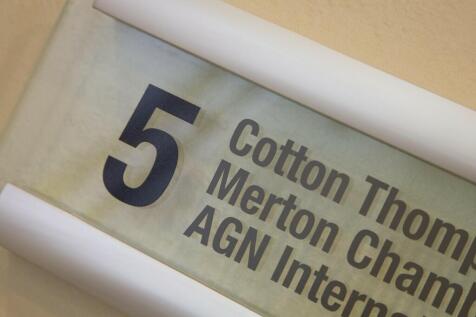 5
Cotton Thomp
Merton Chamb
AGN Internat